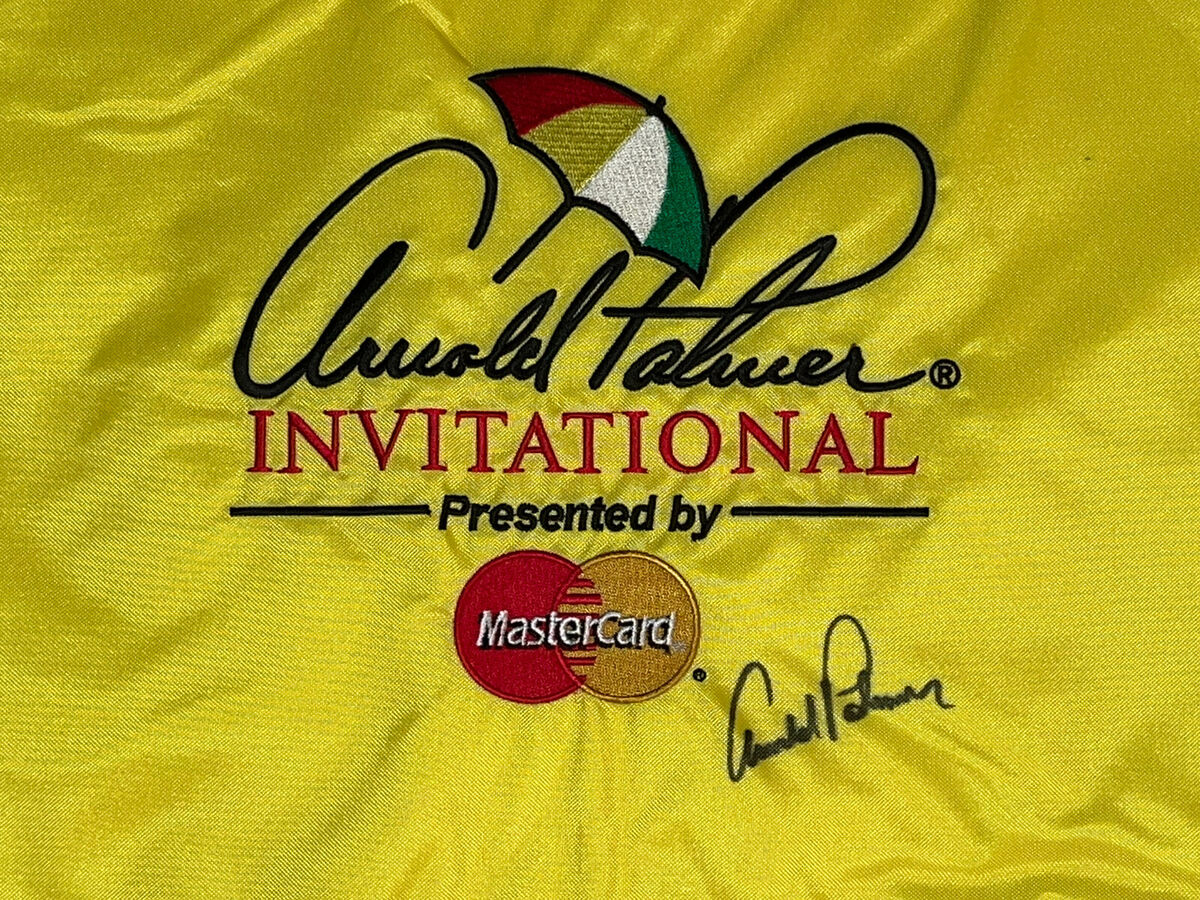 Arnold Palmer®
INVITATIONAL
Presented by
MasterCard®
Arnold Palmer